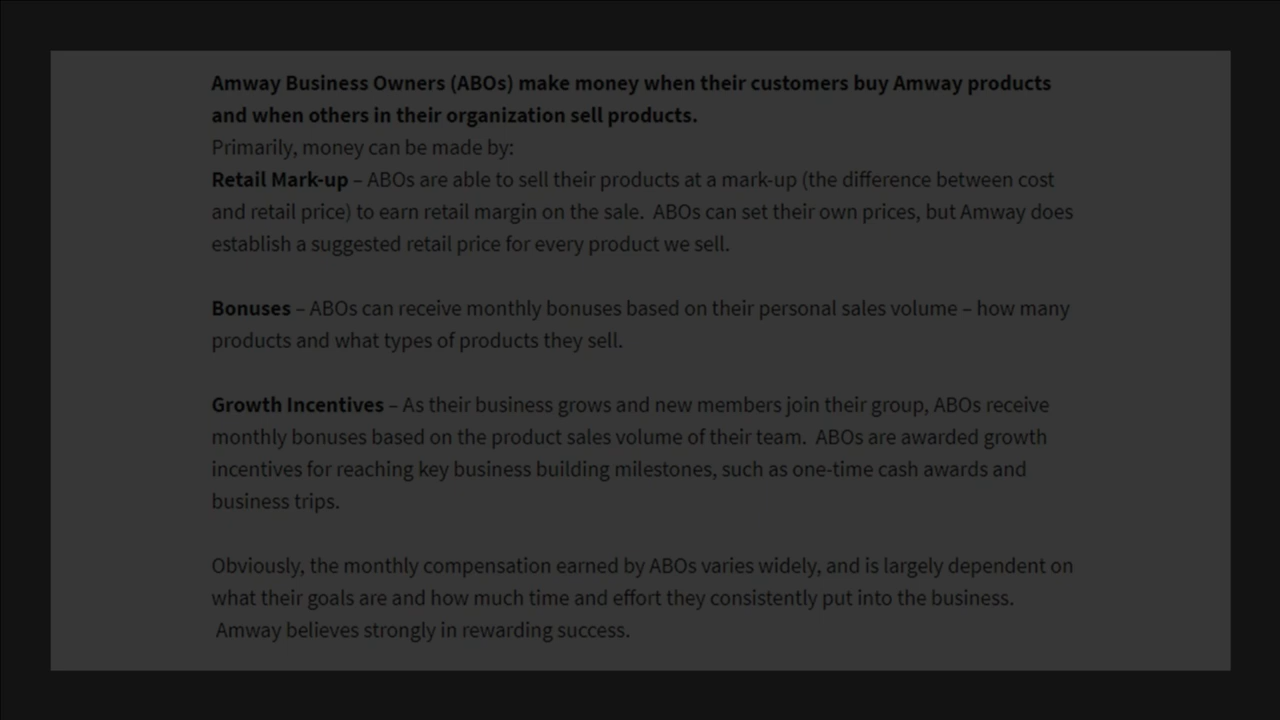 Amway Business Owners (ABOs) make money when their customers buy Amway products
and when others in their organization sell products.
Primarily, money can be made by:
Retail Mark-up – ABOs are able to sell their products at a mark-up (the difference between cost
and retail price) to earn retail margin on the sale.  ABOs can set their own prices, but Amway does
establish a suggested retail price for every product we sell.
Bonuses – ABOs can receive monthly bonuses based on their personal sales volume – how many
products and what types of products they sell.
Growth Incentives – As their business grows and new members join their group, ABOs receive
monthly bonuses based on the product sales volume of their team.  ABOs are awarded growth
incentives for reaching key business building milestones, such as one-time cash awards and
business trips.
Obviously, the monthly compensation earned by ABOs varies widely, and is largely dependent on
what their goals are and how much time and effort they consistently put into the business.
Amway believes strongly in rewarding success.